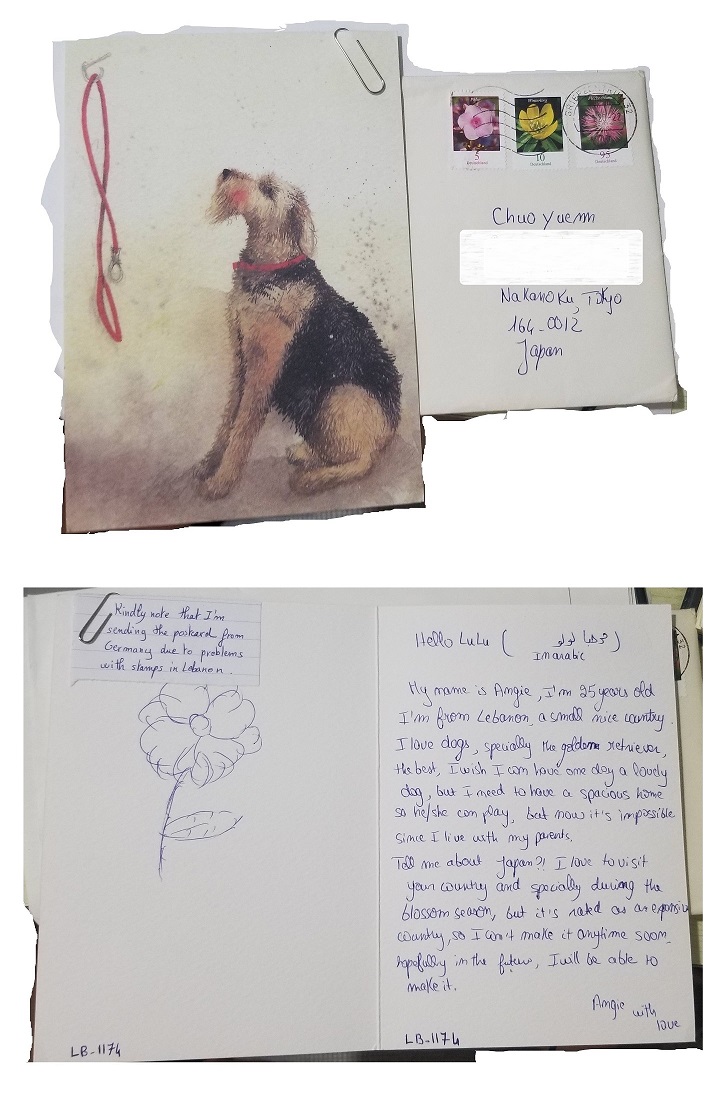 5
Deutschland
10
Deutschland
95
Deutschland
Chuo Yuenn
Nakanoku, Tokyo
164-0012
Japan
Kindly note that I'm
sending the postcard from
Germany due to problems
with stamps in Lebanon.
LB-1174
Hello LuLu ( مرحبا لولو )
IN arabic
My name is Angie, I'm 25 years old
I'm from Lebanon, a small nice country.
I love dogs, specially the golden retriever,
the best, I wish I can have one day a lovely
dog, but I need to have a spacious home
so he/she can play, but now it's impossible
since I live with my parents.
Tell me about Japan?! I love to visit
your country and specially during the
blossom season, but it's rated as an expensive
country, so I can't make it anytime soon,
hopefully in the future, I will be able to
make it.
Angie with
love
LB-1174